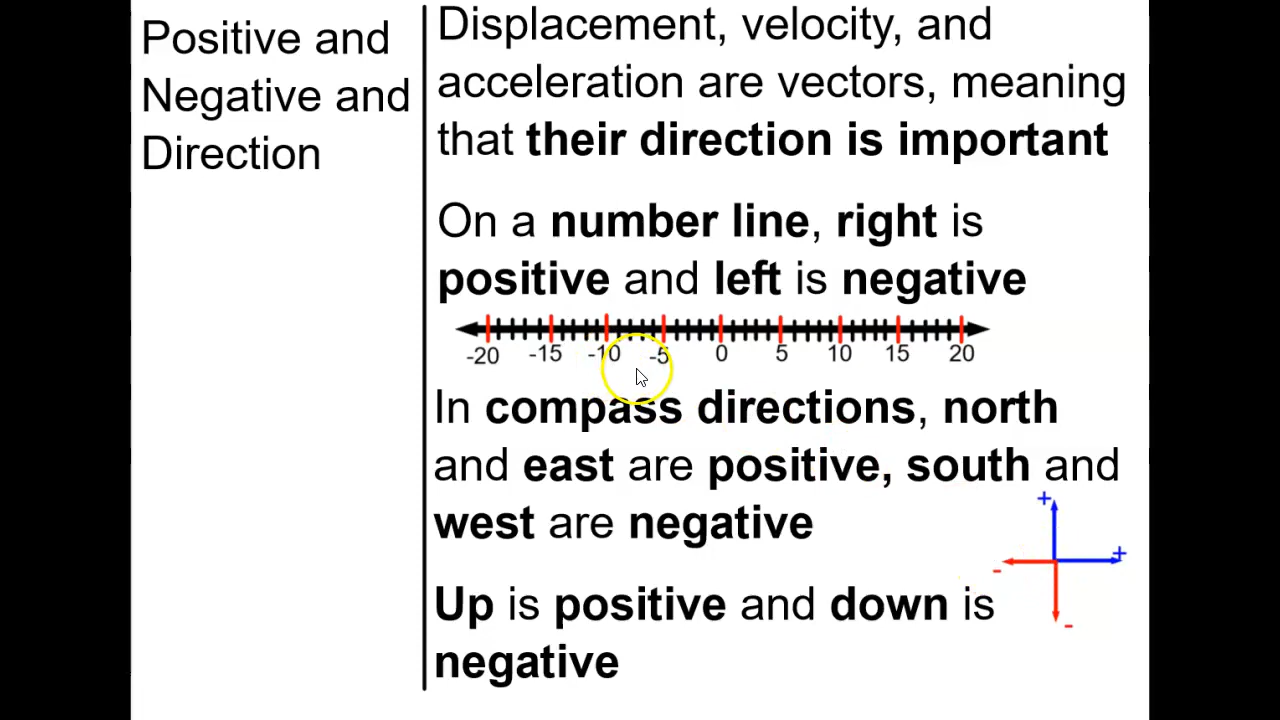 Positive and
Negative and
Direction
Displacement, velocity, and
acceleration are vectors, meaning
that their direction is important
On a number line, right is
positive and left is negative
-20 -15 -10 -5 0 5 10 15 20
In compass directions, north
and east are positive, south and
west are negative
+
+
-
-
Up is positive and down is
negative